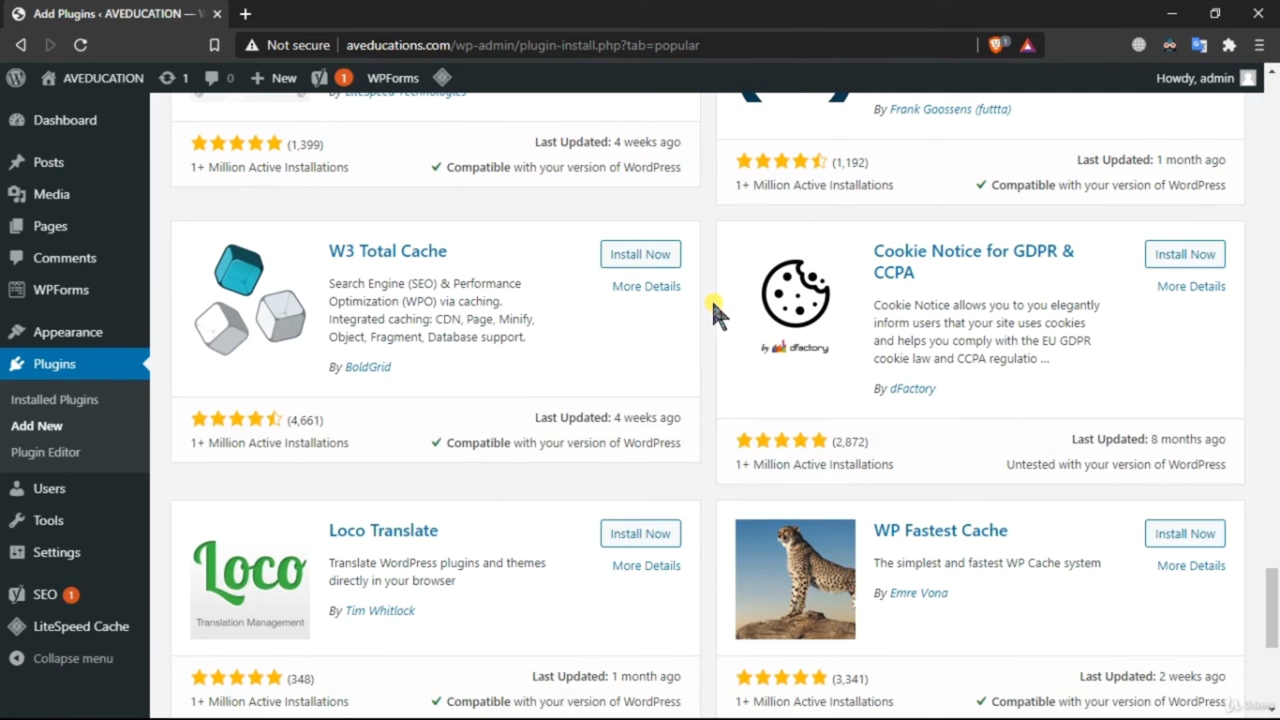 Add Plugins ‹ AVEDUCATION — V
Not secure
aveducations.com/wp-admin/plugin-install.php?tab=popular
1
AVEDUCATION
1
0
New
1
WPForms
Howdy, admin
Dashboard
Posts
Media
Pages
Comments
WPForms
Appearance
Plugins
Installed Plugins
Add New
Plugin Editor
Users
Tools
Settings
SEO 1
LiteSpeed Cache
Collapse menu
By LiteSpeed Technologies
(1,399)
Last Updated: 4 weeks ago
1+ Million Active Installations
Compatible with your version of WordPress
By Frank Goossens (futtta)
(1,192)
Last Updated: 1 month ago
1+ Million Active Installations
Compatible with your version of WordPress
W3 Total Cache
Install Now
More Details
Search Engine (SEO) & Performance
Optimization (WPO) via caching.
Integrated caching: CDN, Page, Minify,
Object, Fragment, Database support.
By BoldGrid
(4,661)
Last Updated: 4 weeks ago
1+ Million Active Installations
Compatible with your version of WordPress
by dfactory
Cookie Notice for GDPR &
CCPA
Install Now
More Details
Cookie Notice allows you to you elegantly
inform users that your site uses cookies
and helps you comply with the EU GDPR
cookie law and CCPA regulatio ...
By dFactory
(2,872)
Last Updated: 8 months ago
1+ Million Active Installations
Untested with your version of WordPress
Loco
Translation Management
Loco Translate
Install Now
More Details
Translate WordPress plugins and themes
directly in your browser
By Tim Whitlock
(348)
Last Updated: 1 month ago
1+ Million Active Installations
Compatible with your version of WordPress
WP Fastest Cache
Install Now
More Details
The simplest and fastest WP Cache system
By Emre Vona
(3,341)
Last Updated: 2 weeks ago
1+ Million Active Installations
Compatible with your version of WordPress
Udemy